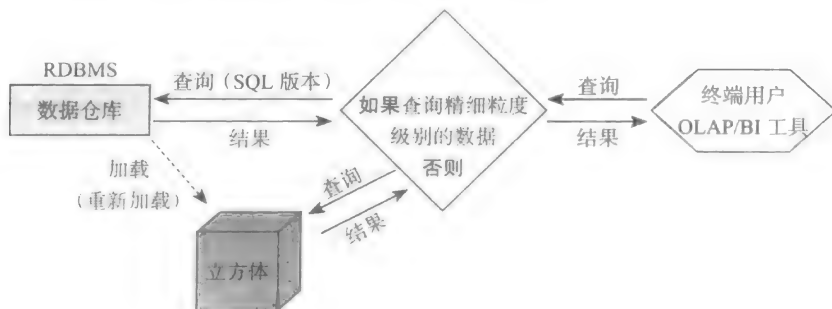 RDBMS
数据仓库
查询（SQL 版本）
结果
如果查询精细粒度
级别的数据
否则
查询
结果
终端用户
OLAP/BI 工具
加载
（重新加载）
查询
结果
立方体